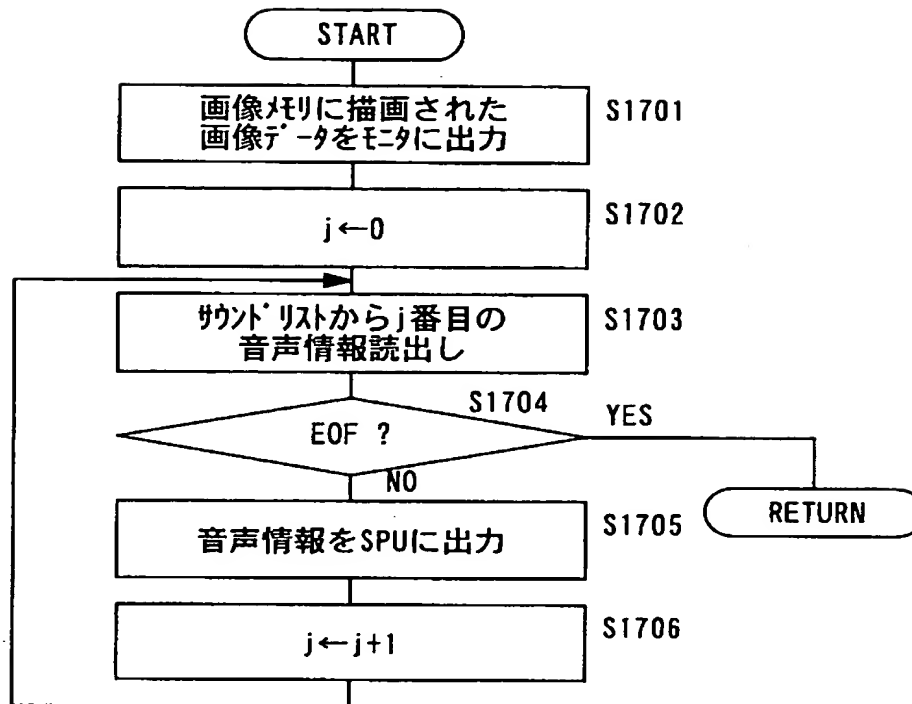 START
画像ﾒﾓﾘに描画された
画像ﾃﾞｰﾀをﾓﾆﾀに出力
S1701
j←0
S1702
ｻｳﾝﾄﾞﾘｽﾄからj番目の
音声情報読出し
S1703
S1704
EOF ?
YES
NO
RETURN
音声情報をSPUに出力
S1705
j←j+1
S1706